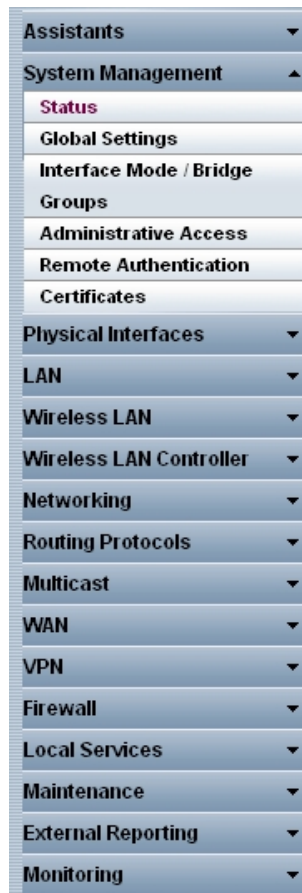 Assistants
System Management
Status
Global Settings
Interface Mode / Bridge
Groups
Administrative Access
Remote Authentication
Certificates
Physical Interfaces
LAN
Wireless LAN
Wireless LAN Controller
Networking
Routing Protocols
Multicast
WAN
VPN
Firewall
Local Services
Maintenance
External Reporting
Monitoring